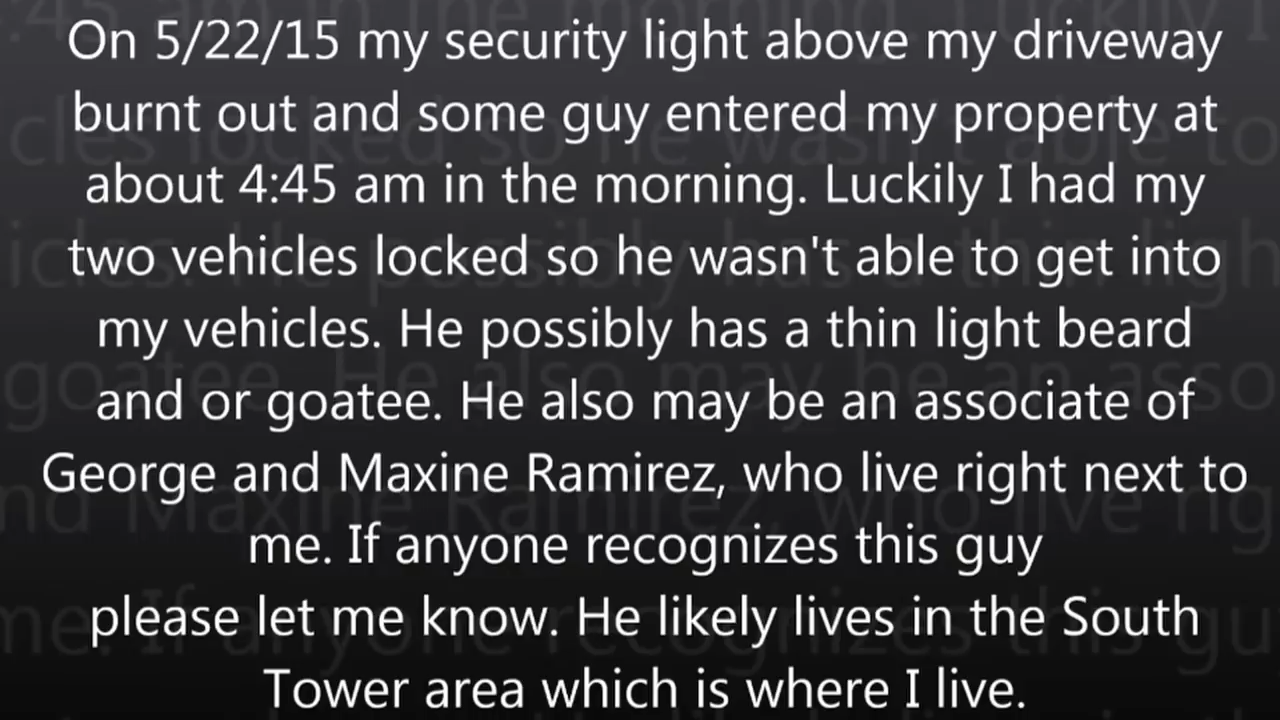 On 5/22/15 my security light above my driveway
burnt out and some guy entered my property at
about 4:45 am in the morning. Luckily I had my
two vehicles locked so he wasn't able to get into
my vehicles. He possibly has a thin light beard
and or goatee. He also may be an associate of
George and Maxine Ramirez, who live right next to
me. If anyone recognizes this guy
please let me know. He likely lives in the South
Tower area which is where I live.